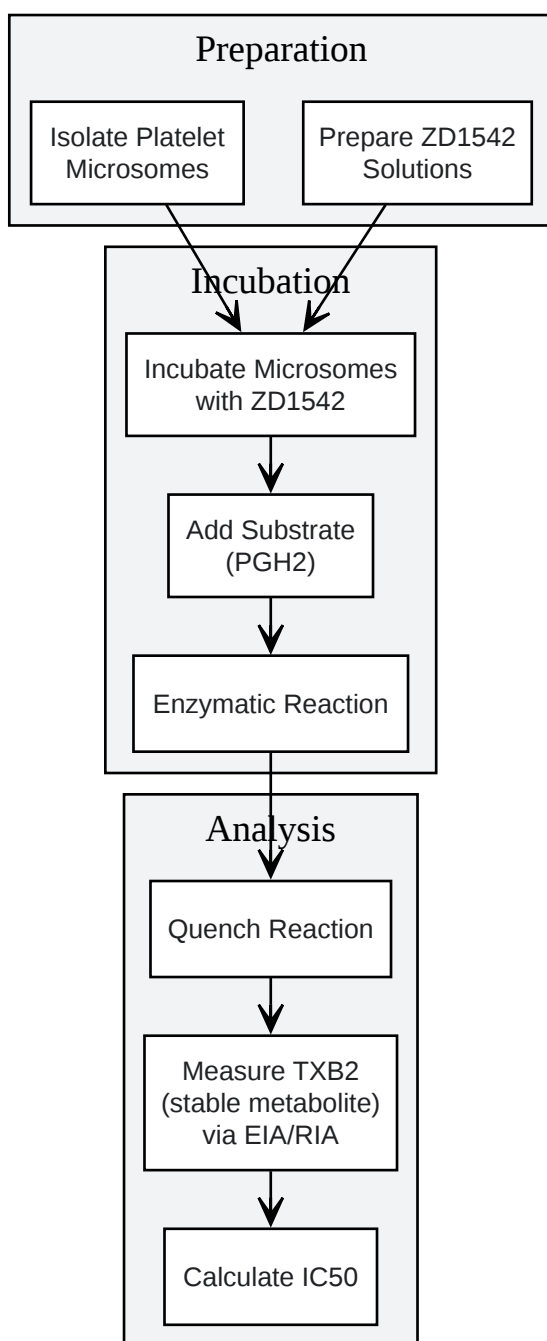 Preparation
Isolate Platelet
Microsomes
Prepare ZD1542
Solutions
Incubation
Incubate Microsomes
with ZD1542
Add Substrate
(PGH2)
Enzymatic Reaction
Analysis
Quench Reaction
Measure TXB2
(stable metabolite)
via EIA/RIA
Calculate IC50